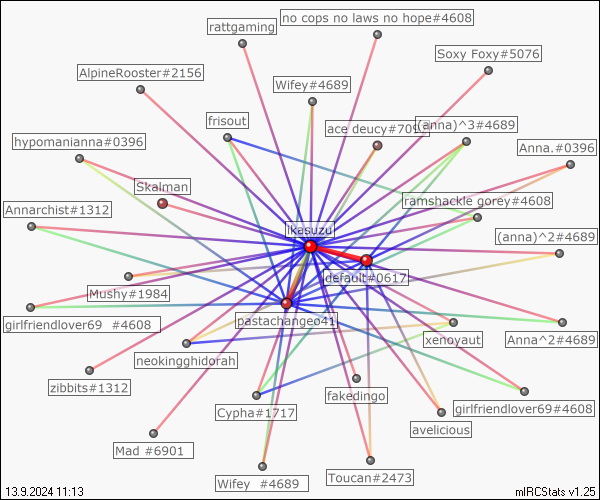 no cops no laws no hope#4608
rattgaming
Soxy Foxy#5076
AlpineRooster#2156
Wifey#4689
frisout
ace deucy#709
(anna)^3#4689
hypomanianna#0396
Anna.#0396
Skalman
ramshackle gorey#4608
Annarchist#1312
ikasuzu
(anna)^2#4689
default#0617
Mushy#1984
girlfriendlover69 #4608
pastachangeo41
xenoyaut
Anna^2#4689
neokingghidorah
zibbits#1312
fakedingo
Cypha#1717
girlfriendlover69#4608
avelicious
Mad #6901
Toucan#2473
Wifey #4689
13.9.2024 11:13
mIRCStats v1.25